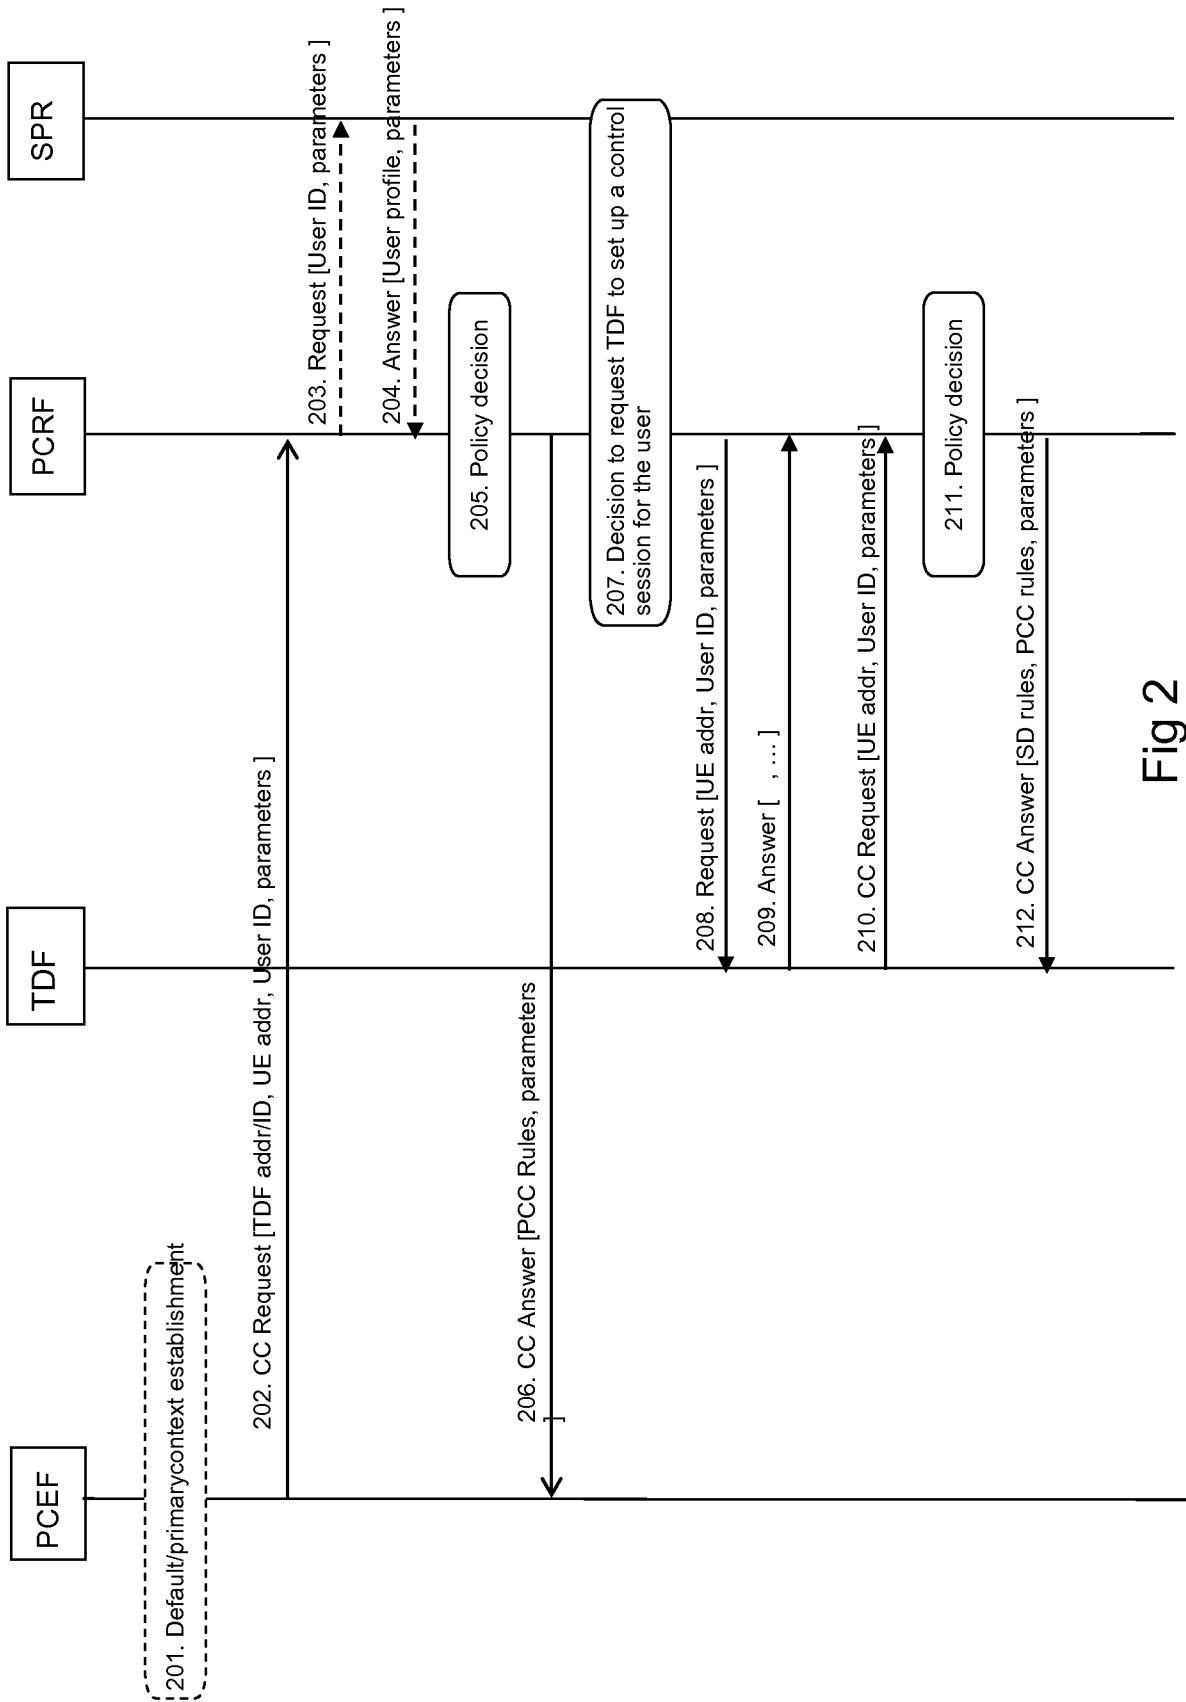 PCEF
TDF
PCRF
SPR
201. Default/primarycontext establishment
202. CC Request [TDF addr/ID, UE addr, User ID, parameters ]
203. Request [User ID, parameters ]
204. Answer [User profile, parameters ]
205. Policy decision
206. CC Answer [PCC Rules, parameters
]
207. Decision to request TDF to set up a control
session for the user
208. Request [UE addr, User ID, parameters ]
209. Answer [ , ... ]
210. CC Request [UE addr, User ID, parameters ]
211. Policy decision
212. CC Answer [SD rules, PCC rules, parameters ]
Fig 2